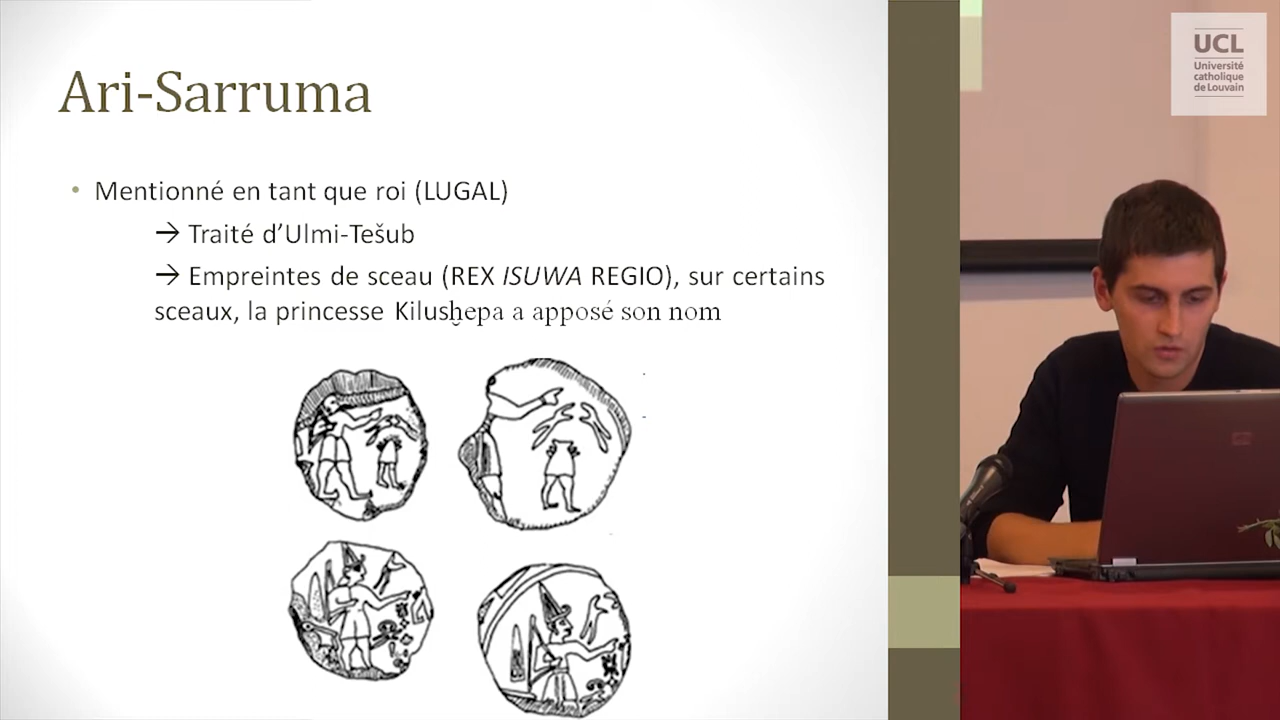 Ari-Sarruma
• Mentionné en tant que roi (LUGAL)
→ Traité d’Ulmi-Tešub
→ Empreintes de sceau (REX ISUWA REGIO), sur certains
sceaux, la princesse Kilusḫepa a apposé son nom
UCL
Université
catholique
de Louvain